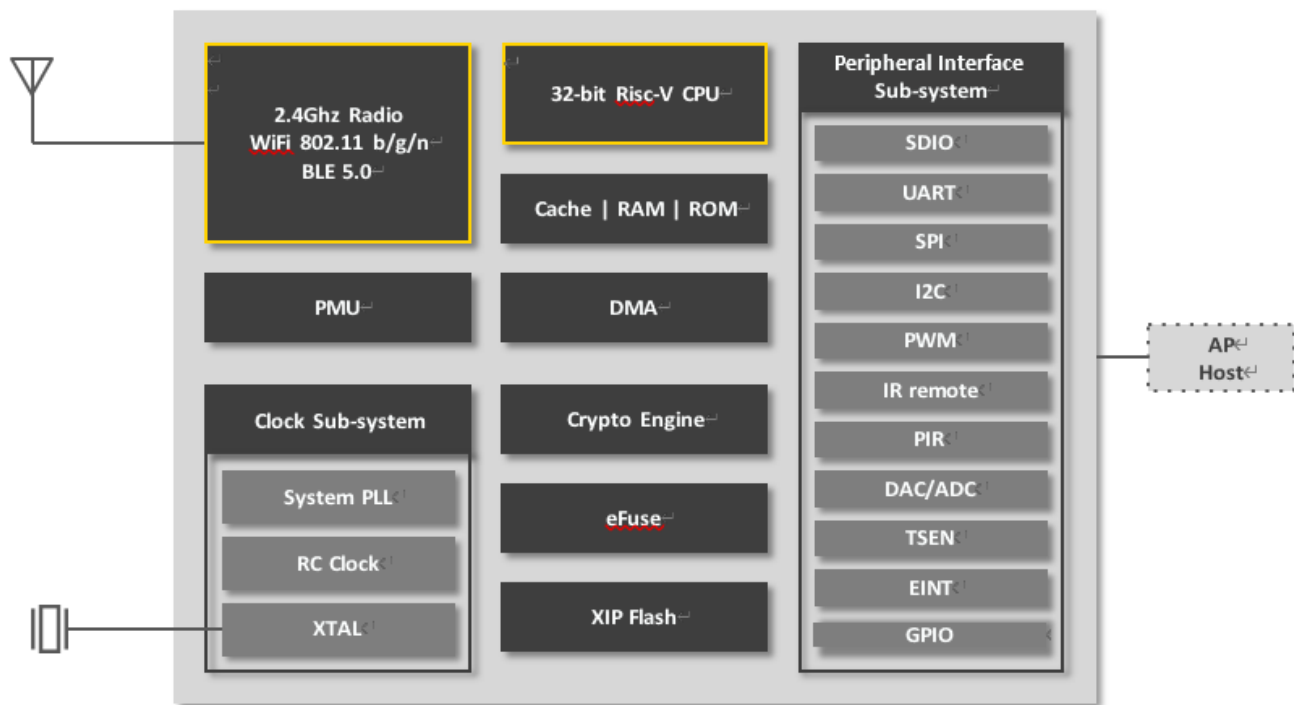 2.4Ghz Radio
WiFi 802.11 b/g/n
BLE 5.0
PMU
Clock Sub-system
System PLL
RC Clock
XTAL
32-bit Risc-V CPU
Cache | RAM | ROM
DMA
Crypto Engine
eFuse
XIP Flash
Peripheral Interface
Sub-system
SDIO
UART
SPI
I2C
PWM
IR remote
PIR
DAC/ADC
TSEN
EINT
GPIO
AP
Host